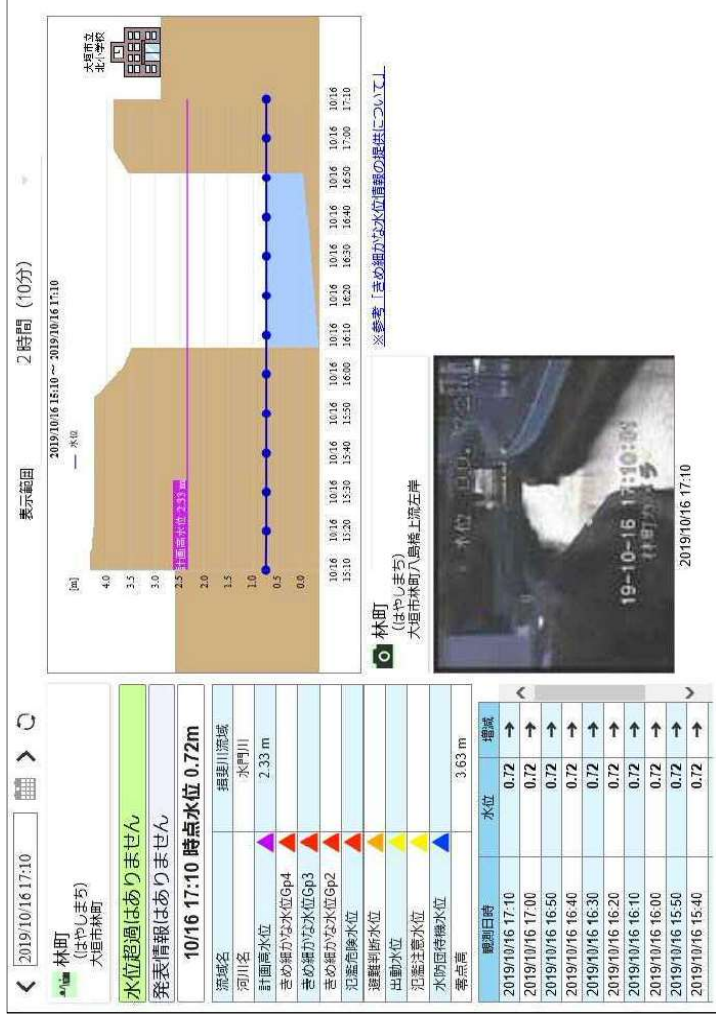 2019/10/16 17:10
林町
(はやしまち)
大垣市林町
水位超過はありません
発表情報はありません
10/16 17:10 時点水位 0.72m
流域名 揖斐川流域
河川名 水門川
計画高水位 2.33 m
きめ細かな水位Gp4
きめ細かな水位Gp3
きめ細かな水位Gp2
氾濫危険水位
避難判断水位
出動水位
氾濫注意水位
水防団待機水位
零点高 3.63 m
観測日時 水位 増減
2019/10/16 17:10 0.72 →
2019/10/16 17:00 0.72 →
2019/10/16 16:50 0.72 →
2019/10/16 16:40 0.72 →
2019/10/16 16:30 0.72 →
2019/10/16 16:20 0.72 →
2019/10/16 16:10 0.72 →
2019/10/16 16:00 0.72 →
2019/10/16 15:50 0.72 →
2019/10/16 15:40 0.72 →
表示範囲 2時間 (10分)
2019/10/16 15:10 ~ 2019/10/16 17:10
水位
[m]
大垣市立
北小学校
4.0
3.5
3.0
2.5
2.0
1.5
1.0
0.5
0.0
計画高水位 2.33 m
10/16 10/16 10/16 10/16 10/16 10/16 10/16 10/16 10/16 10/16 10/16 10/16 10/16
15:10 15:20 15:30 15:40 15:50 16:00 16:10 16:20 16:30 16:40 16:50 17:00 17:10
※参考「きめ細かな水位情報の提供について」
林町
(はやしまち)
大垣市林町八島橋上流左岸
水位
19-10-16 17:10:01
2019/10/16 17:10